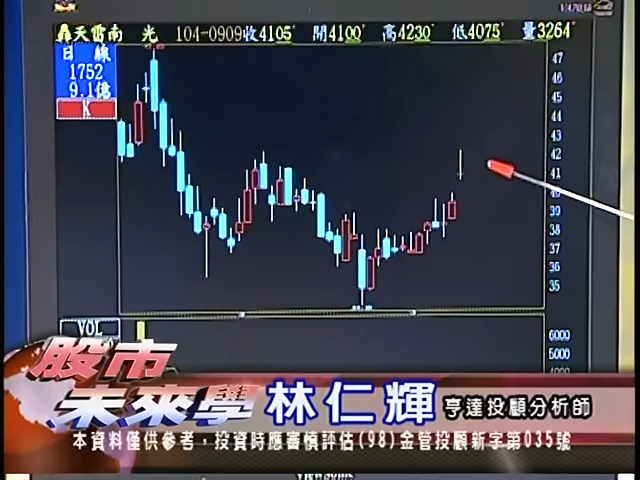 天雷南 光 104-0909收4105 開4100 高4230 低4075 量3264
日 線
1752
9.1億
K
47
46
45
44
43
42
41
39
38
37
36
35
VOL
6000
5000
股市
未來學
林仁輝 亨達投顧分析師
本資料僅供參考，投資時應審慎評估(98)金管投顧新字第035號